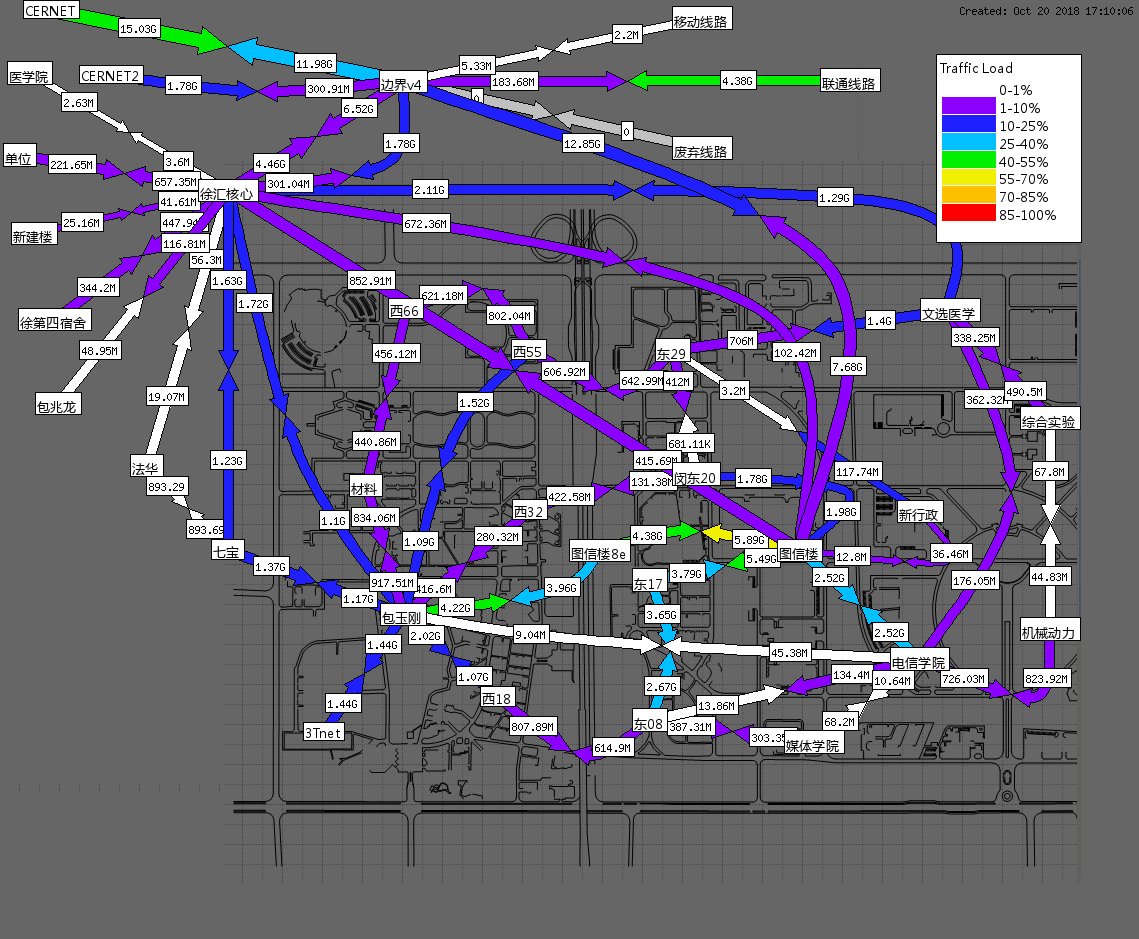 CERNET
Created: Oct 20 2018 17:10:06
移动线路
2.2M
15.03G
11.98G
5.33M
Traffic Load
0-1%
1-10%
10-25%
25-40%
40-55%
55-70%
70-85%
85-100%
医学院
CERNET2
1.78G
300.91M
边界v4
183.68M
4.38G
联通线路
2.63M
6.52G
0
0
12.85G
废弃线路
1.78G
单位
221.65M
3.6M
4.46G
657.35M
301.04M
徐汇核心
2.11G
1.29G
41.61M
25.16M
672.36M
新建楼
116.81M
56.3M
344.2M
1.63G
1.72G
852.91M
621.18M
802.04M
西66
徐第四宿舍
48.95M
456.12M
西55
606.92M
东29
706M
102.42M
1.4G
文选医学
338.25M
7.68G
642.99M
412M
3.2M
490.5M
包兆龙
19.07M
1.52G
综合实验
440.86M
681.11K
415.69M
1.23G
法华
893.29
材料
131.38M
闵东20
1.78G
117.74M
67.8M
422.58M
834.06M
1.1G
西32
1.98G
新行政
七宝
1.09G
280.32M
图信楼8e
4.38G
5.89G
图信楼
5.49G
12.8M
36.46M
1.37G
917.51M
416.6M
3.96G
东17
3.79G
2.52G
176.05M
44.83M
1.17G
包玉刚
4.22G
3.65G
2.02G
9.04M
2.52G
机械动力
1.44G
45.38M
电信学院
1.07G
2.67G
134.4M
10.64M
726.03M
823.92M
1.44G
西18
13.86M
3Tnet
807.89M
东08
387.31M
68.2M
614.9M
媒体学院